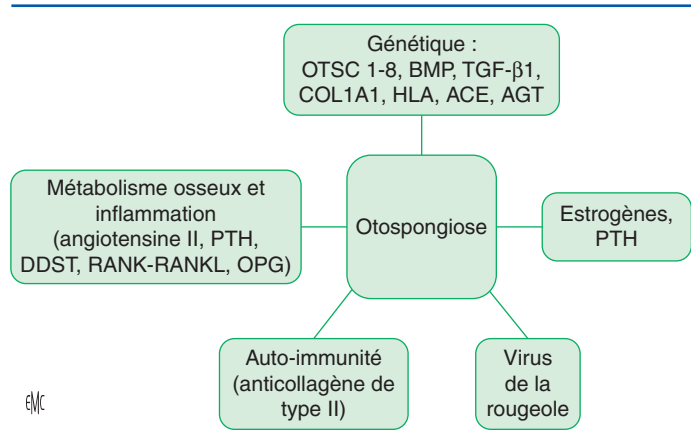 Génétique :
OTSC 1-8, BMP, TGF-β1,
COL1A1, HLA, ACE, AGT
Métabolisme osseux et
inflammation
(angiotensine II, PTH,
DDST, RANK-RANKL, OPG)
Otospongiose
Estrogènes,
PTH
Auto-immunité
(anticollagène de
type II)
Virus
de la
rougeole
EMC